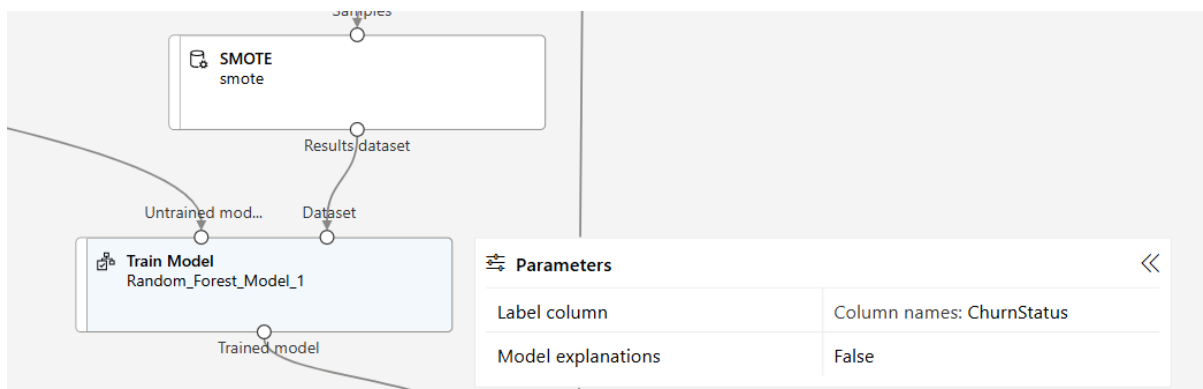 Samples
SMOTE
smote
Results dataset
Untrained mod...
Dataset
Train Model
Random_Forest_Model_1
Trained model
Parameters
Label column
Column names: ChurnStatus
Model explanations
False